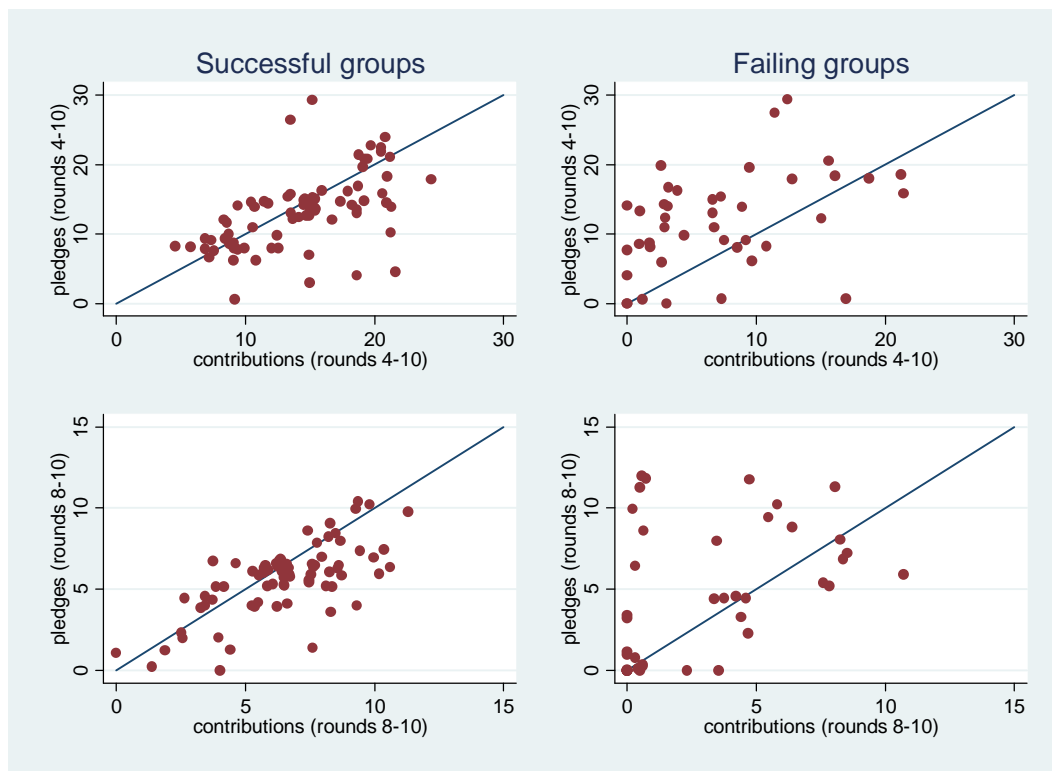 Successful groups
Failing groups
pledges (rounds 4-10)
0 10 20 30
0 10 20 30
contributions (rounds 4-10)
pledges (rounds 4-10)
0 10 20 30
0 10 20 30
contributions (rounds 4-10)
pledges (rounds 8-10)
0 5 10 15
0 5 10 15
contributions (rounds 8-10)
pledges (rounds 8-10)
0 5 10 15
0 5 10 15
contributions (rounds 8-10)